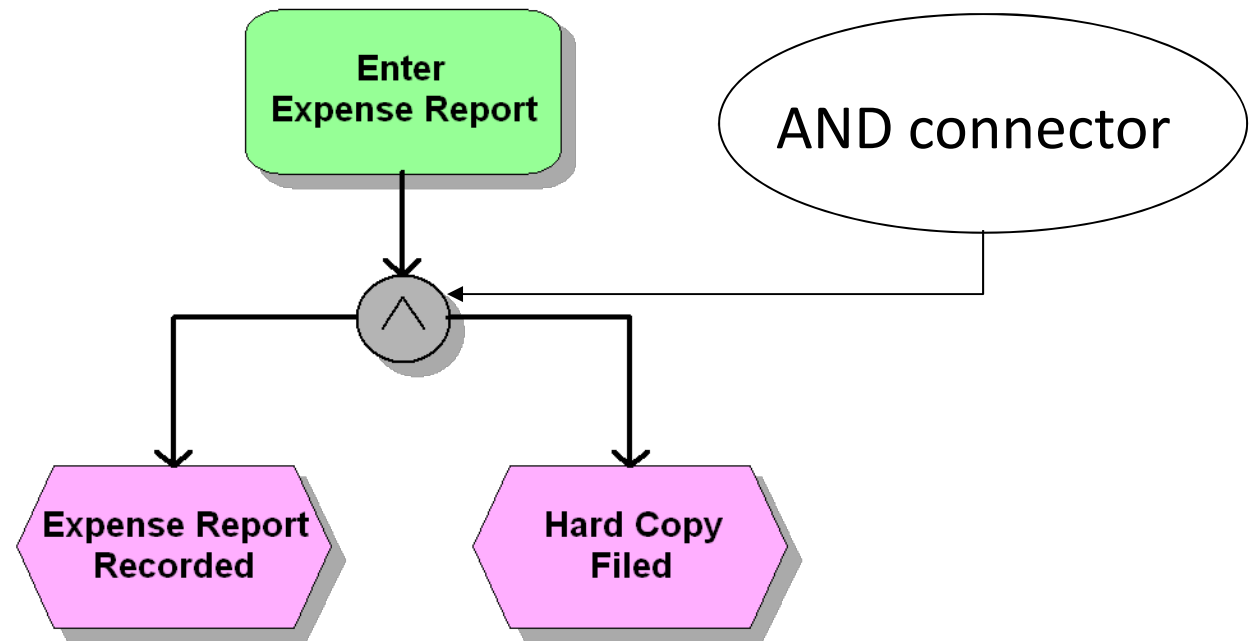 Enter
Expense Report
AND connector
Expense Report
Recorded
Hard Copy
Filed